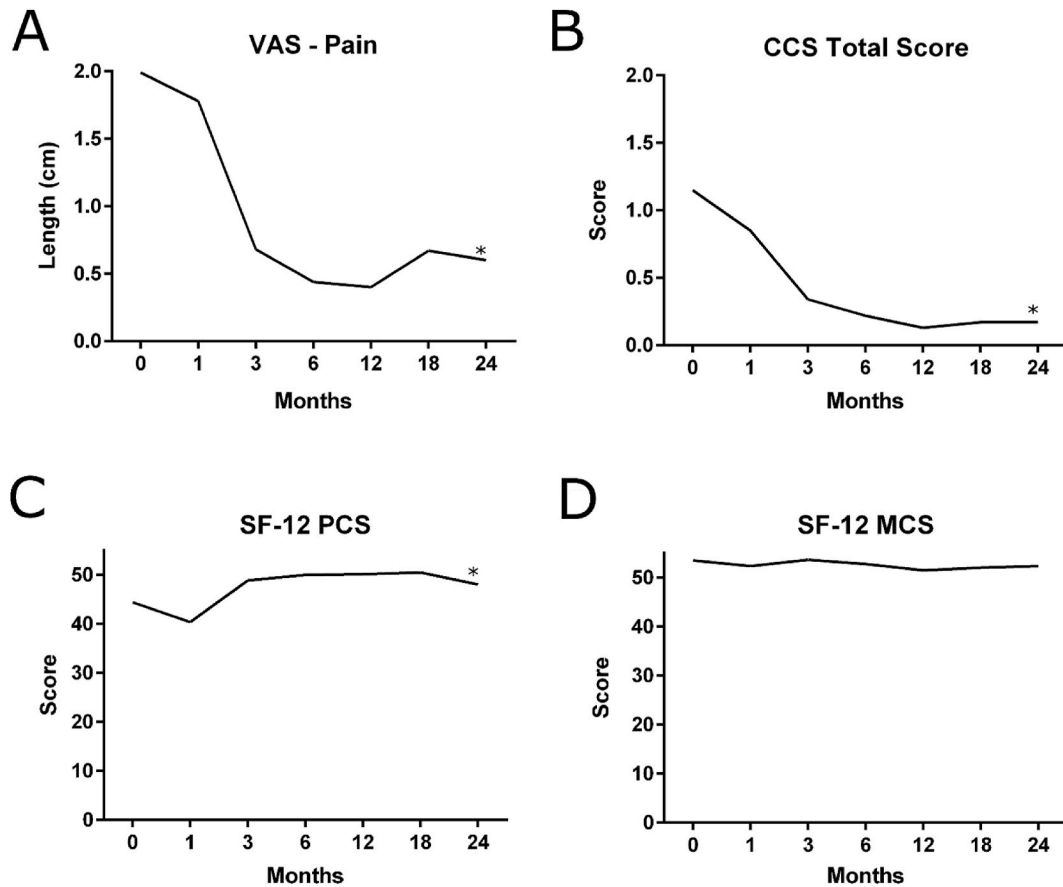 A
VAS - Pain
Length (cm)
2.0
1.5
1.0
0.5
0.0
*
0 1 3 6 12 18 24
Months
B
CCS Total Score
Score
2.0
1.5
1.0
0.5
0.0
*
0 1 3 6 12 18 24
Months
C
SF-12 PCS
Score
50
40
30
20
10
0
*
0 1 3 6 12 18 24
Months
D
SF-12 MCS
Score
50
40
30
20
10
0
0 1 3 6 12 18 24
Months